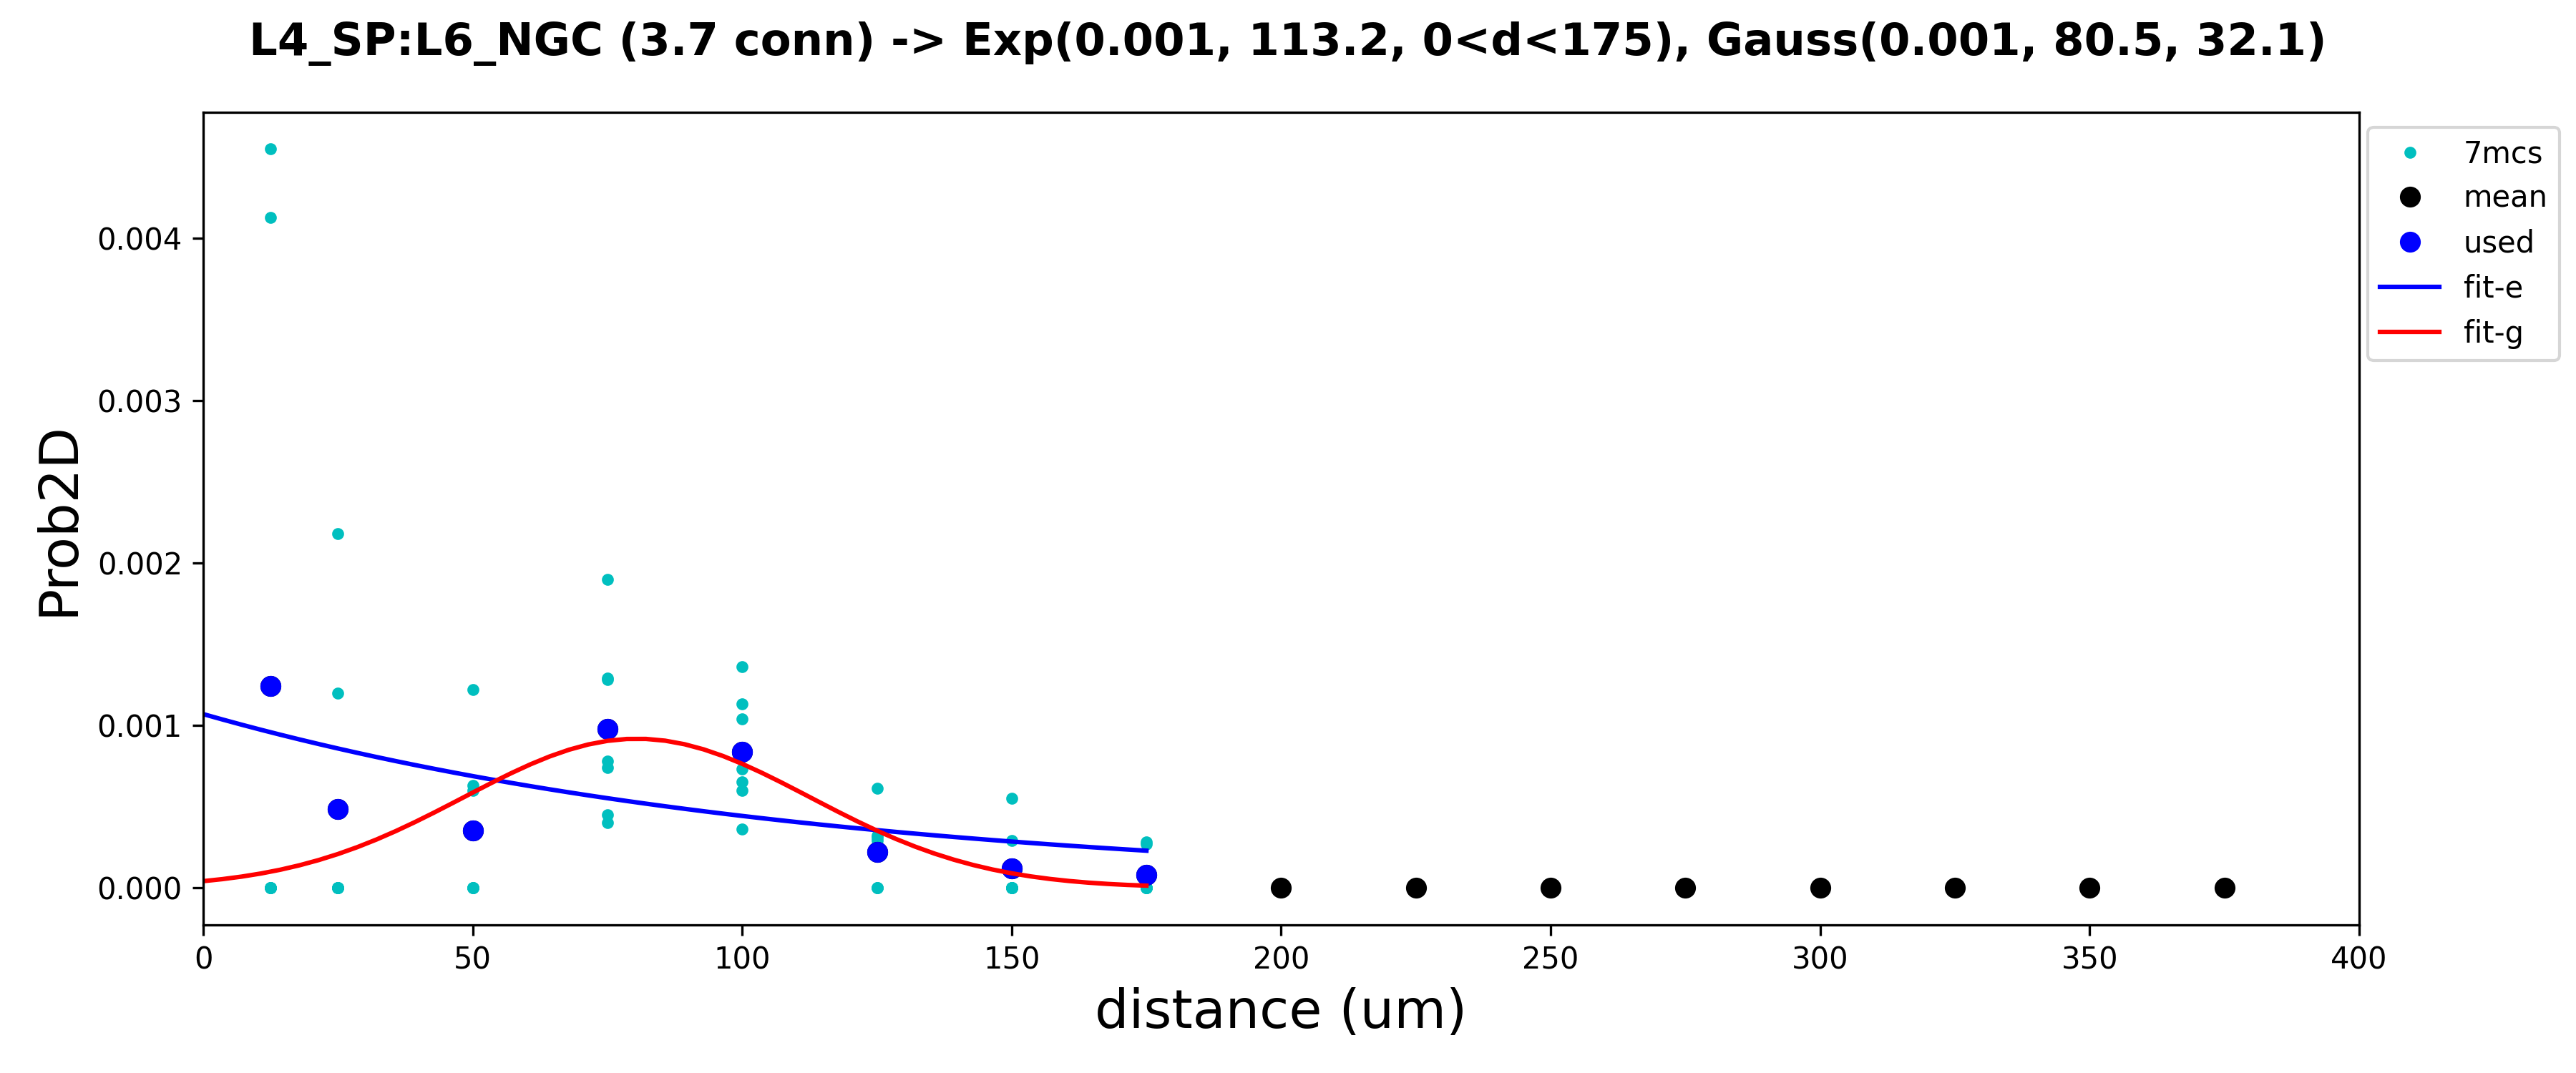 L4_SP:L6_NGC (3.7 conn) -> Exp(0.001, 113.2, 0<d<175), Gauss(0.001, 80.5, 32.1)
7mcs
mean
used
fit-e
fit-g
Prob2D
0.004
0.003
0.002
0.001
0.000
0 50 100 150 200 250 300 350 400
distance (um)